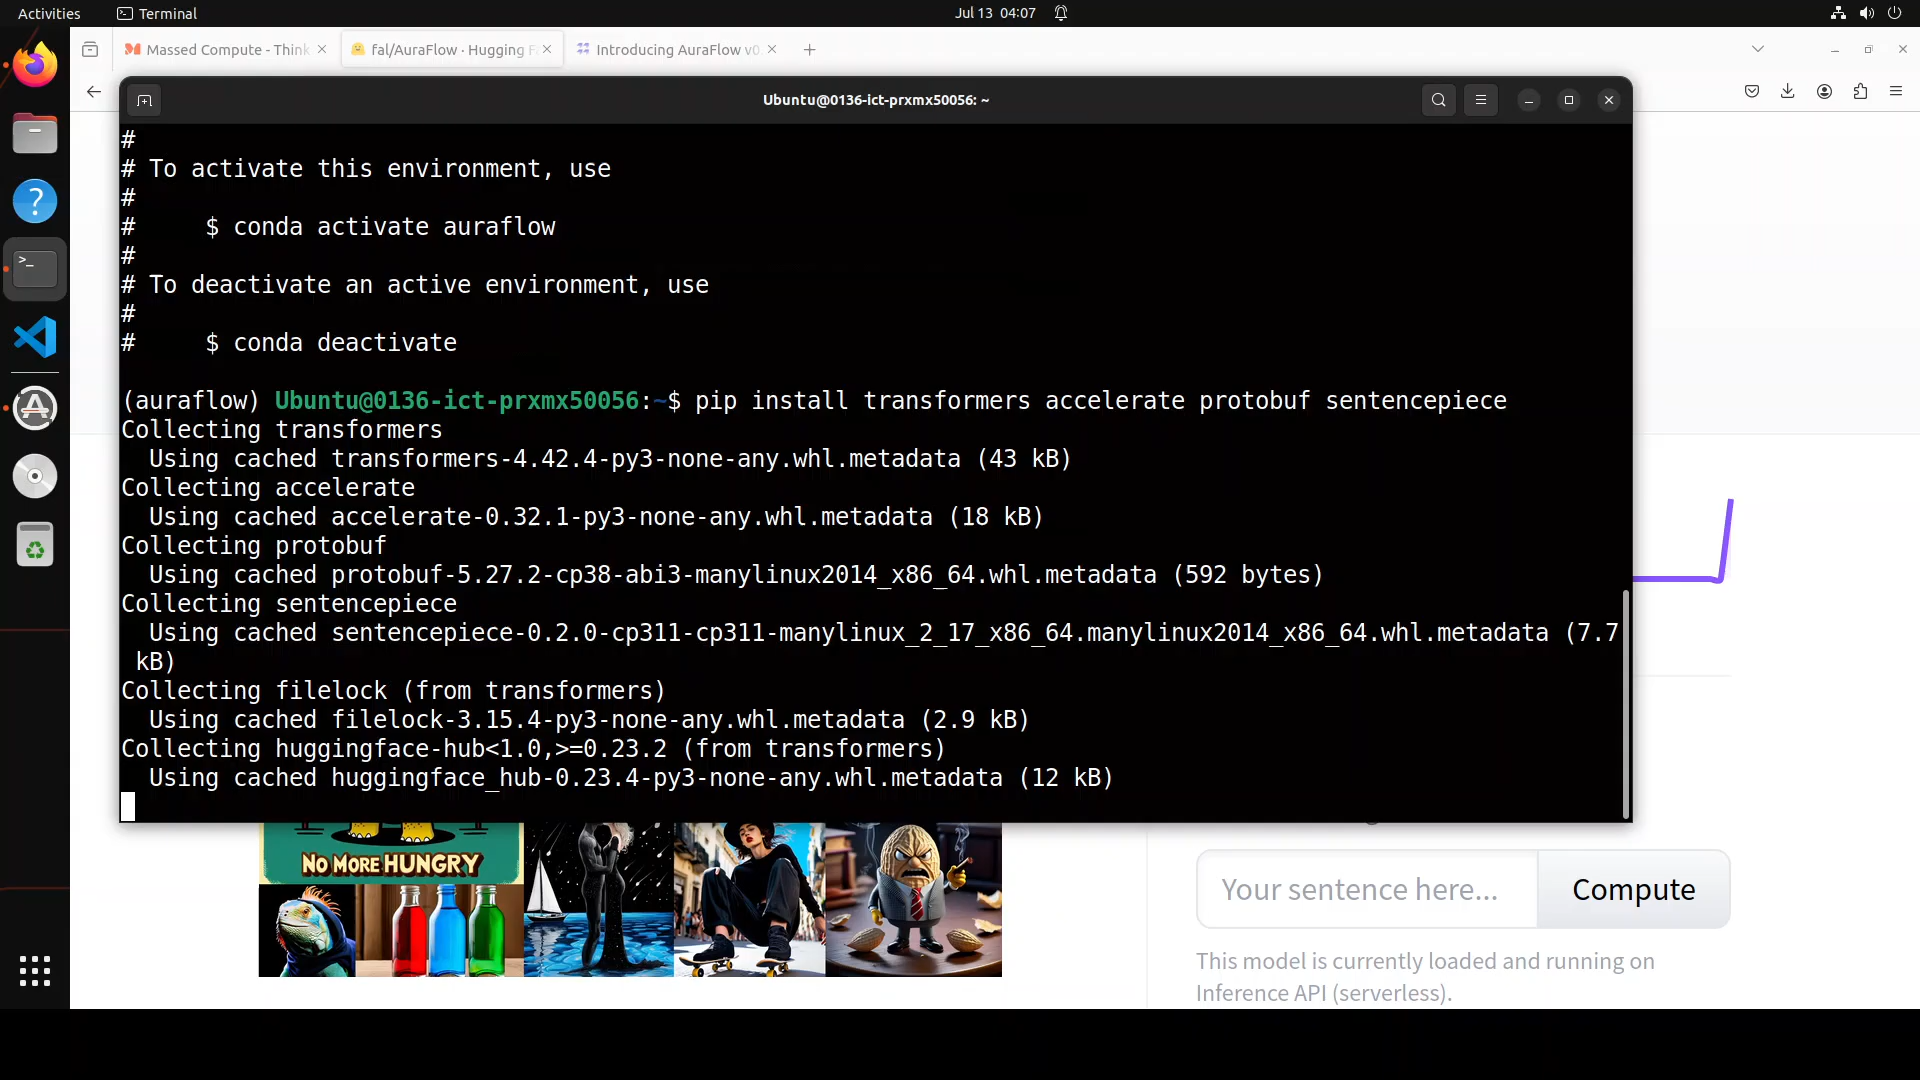 Activities
Terminal
Jul 13 04:07
Massed Compute - Think
fal/AuraFlow · Hugging F
Introducing AuraFlow v0.
Ubuntu@0136-ict-prxmx50056: ~
#
# To activate this environment, use
#
#     $ conda activate auraflow
#
# To deactivate an active environment, use
#
#     $ conda deactivate
(auraflow) Ubuntu@0136-ict-prxmx50056:~$ pip install transformers accelerate protobuf sentencepiece
Collecting transformers
  Using cached transformers-4.42.4-py3-none-any.whl.metadata (43 kB)
Collecting accelerate
  Using cached accelerate-0.32.1-py3-none-any.whl.metadata (18 kB)
Collecting protobuf
  Using cached protobuf-5.27.2-cp38-abi3-manylinux2014_x86_64.whl.metadata (592 bytes)
Collecting sentencepiece
  Using cached sentencepiece-0.2.0-cp311-cp311-manylinux_2_17_x86_64.manylinux2014_x86_64.whl.metadata (7.7
 kB)
Collecting filelock (from transformers)
  Using cached filelock-3.15.4-py3-none-any.whl.metadata (2.9 kB)
Collecting huggingface-hub<1.0,>=0.23.2 (from transformers)
  Using cached huggingface_hub-0.23.4-py3-none-any.whl.metadata (12 kB)
NO MORE HUNGRY
Your sentence here...
Compute
This model is currently loaded and running on
Inference API (serverless).